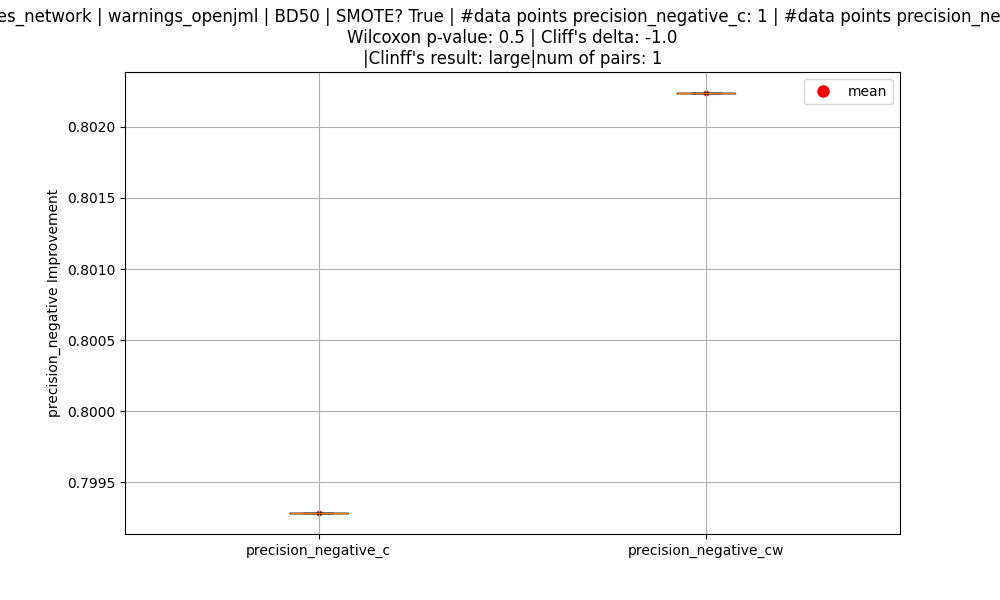 es_network | warnings_openjml | BD50 | SMOTE? True | #data points precision_negative_c: 1 | #data points precision_ne
Wilcoxon p-value: 0.5 | Cliff's delta: -1.0
|Clinff's result: large|num of pairs: 1
mean
0.8020
0.8015
0.8010
0.8005
0.8000
0.7995
precision_negative Improvement
precision_negative_c
precision_negative_cw